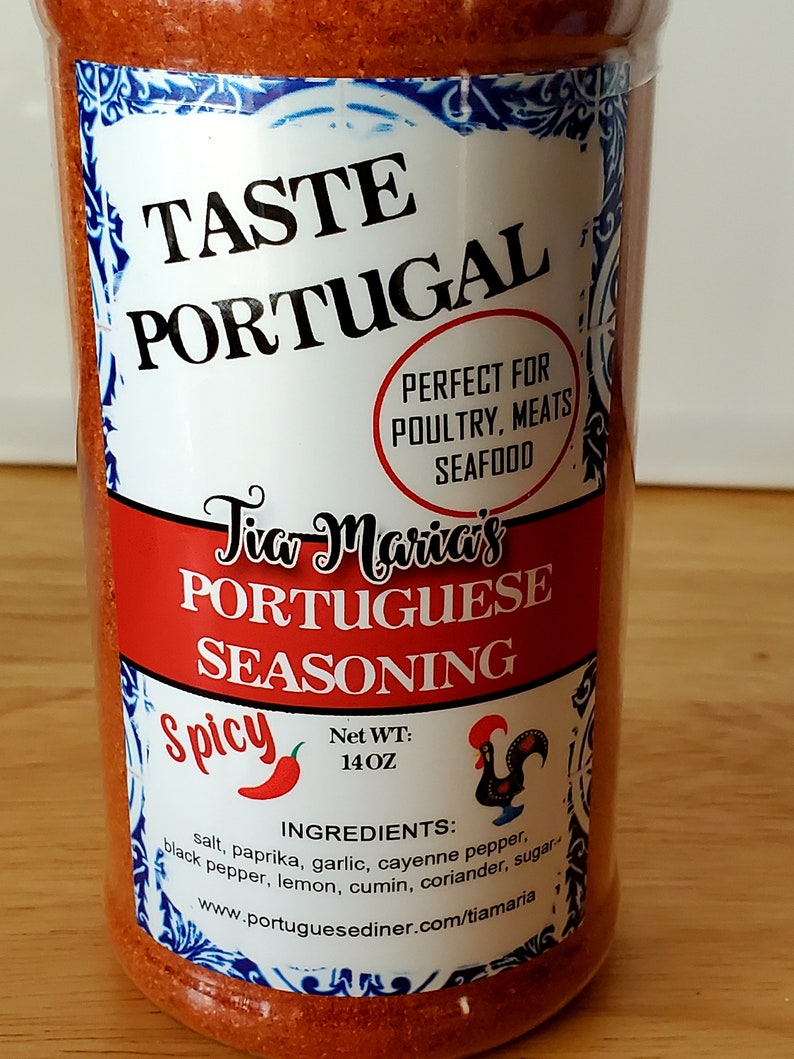 TASTE
PORTUGAL
PERFECT FOR
POULTRY, MEATS
SEAFOOD
Tia Maria's
PORTUGUESE
SEASONING
Spicy
Net WT:
14 OZ
INGREDIENTS:
salt, paprika, garlic, cayenne pepper,
black pepper, lemon, cumin, coriander, sugar
www.portuguesediner.com/tiamaria